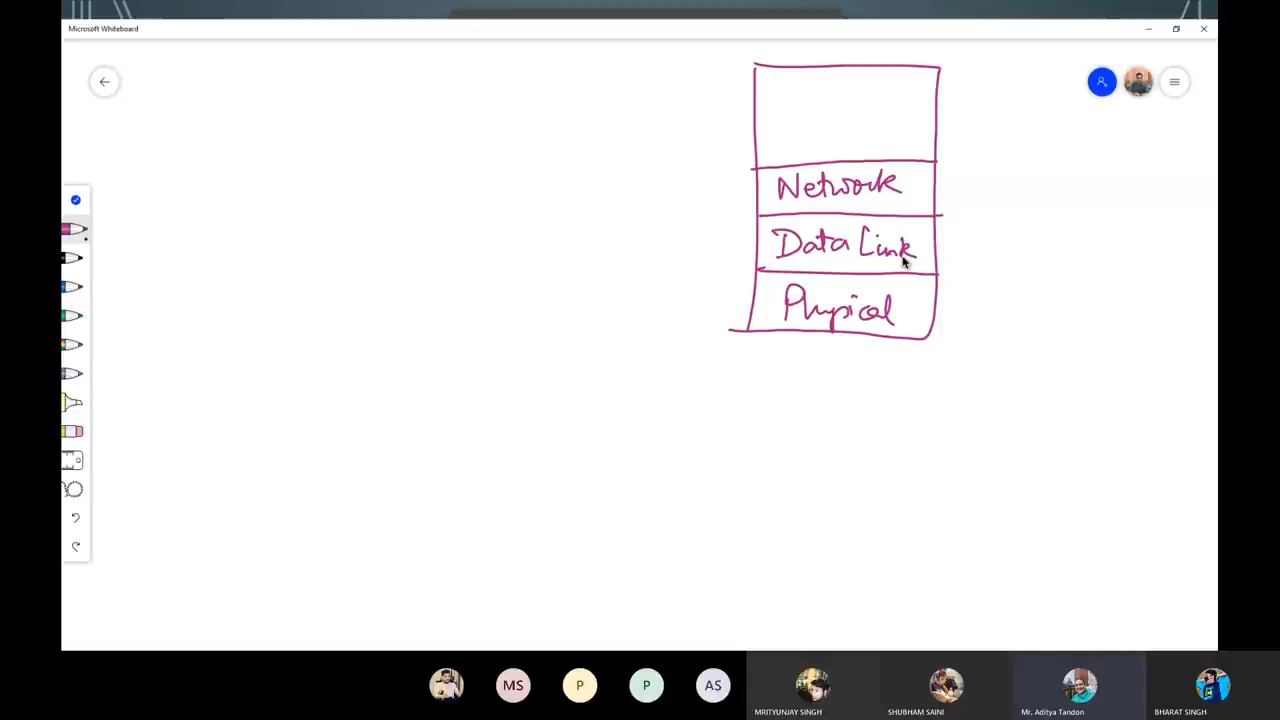 Microsoft Whiteboard
Network
Data Link
Physical
MS
P
P
AS
MRITYUNJAY SINGH
SHUBHAM SAINI
Mr. Aditya Tandon
BHARAT SINGH